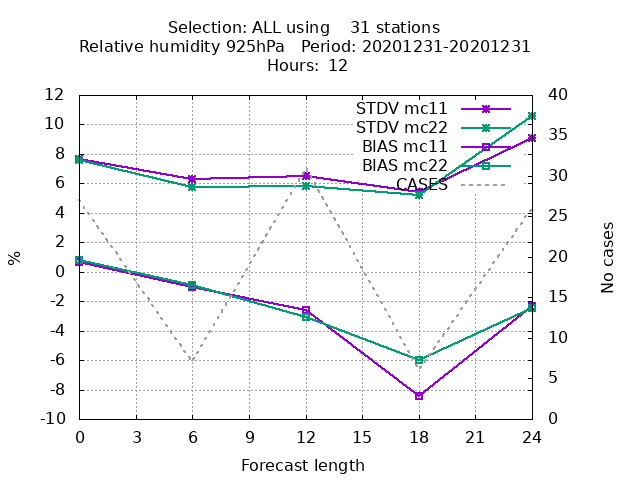 Selection: ALL using    31 stations
Relative humidity 925hPa   Period: 20201231-20201231
Hours: 12
STDV mc11
STDV mc22
BIAS mc11
BIAS mc22
CASES
12
10
8
6
4
2
0
-2
-4
-6
-8
-10
%
40
35
30
25
20
15
10
5
0
No cases
0 3 6 9 12 15 18 21 24
Forecast length